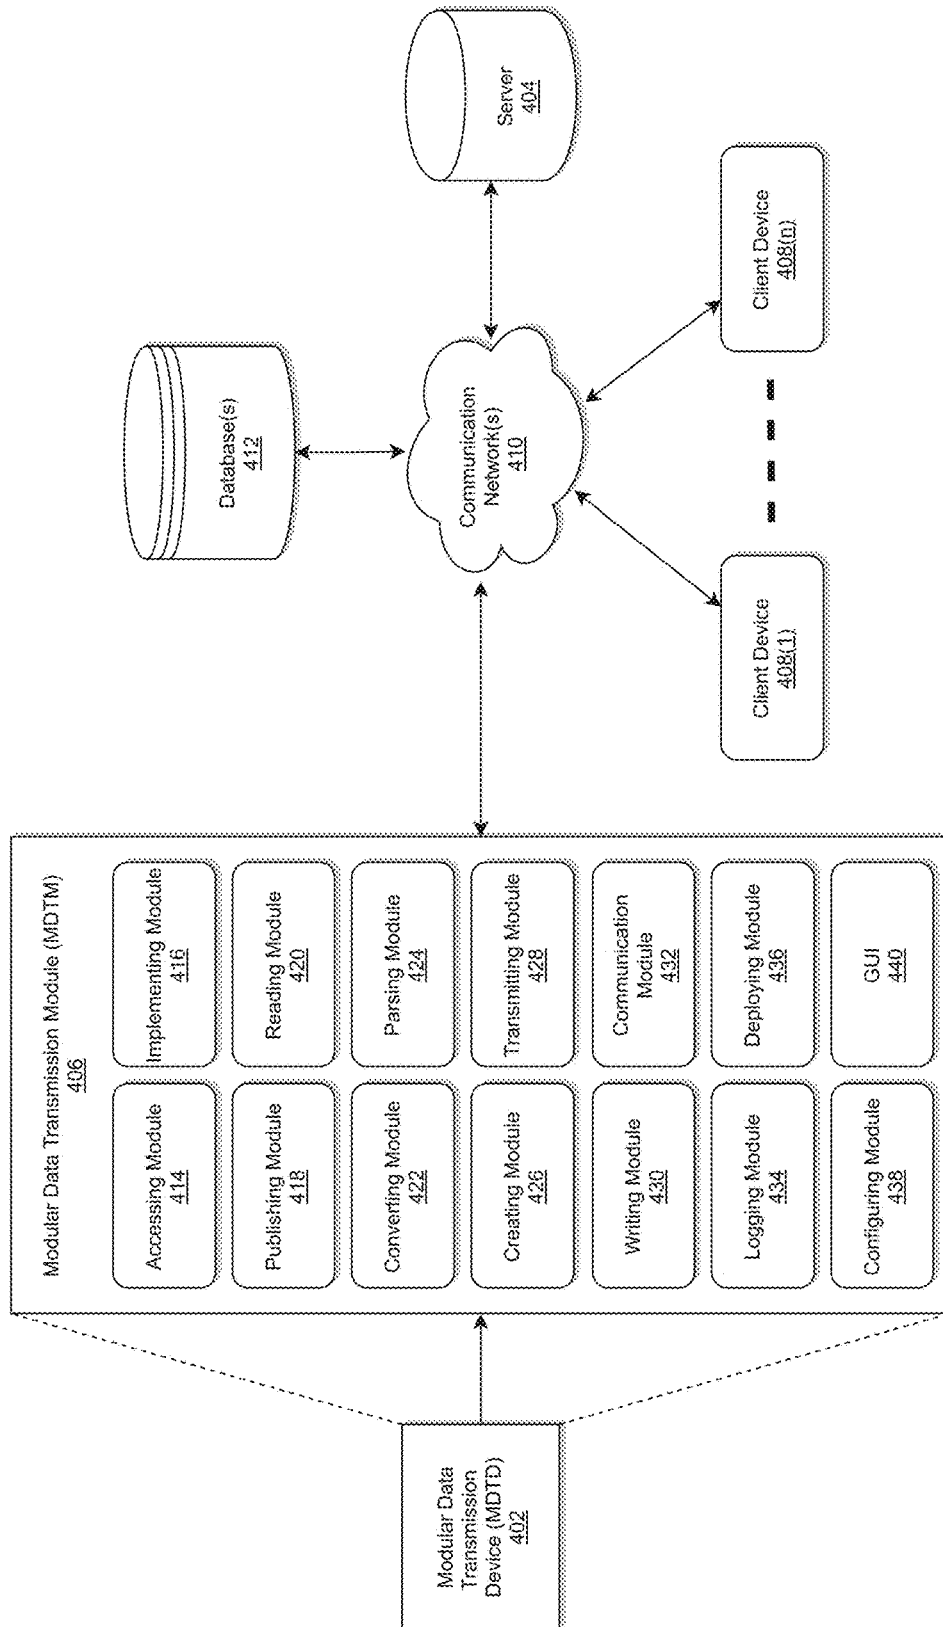 Modular Data
Transmission
Device (MDTD)
402
Modular Data Transmission Module (MDTM)
406
Accessing Module
414
Implementing Module
416
Publishing Module
418
Reading Module
420
Converting Module
422
Parsing Module
424
Creating Module
426
Transmitting Module
428
Writing Module
430
Communication
Module
432
Logging Module
434
Deploying Module
436
Configuring Module
438
GUI
440
Database(s)
412
Communication
Network(s)
410
Server
404
Client Device
408(1)
Client Device
408(n)